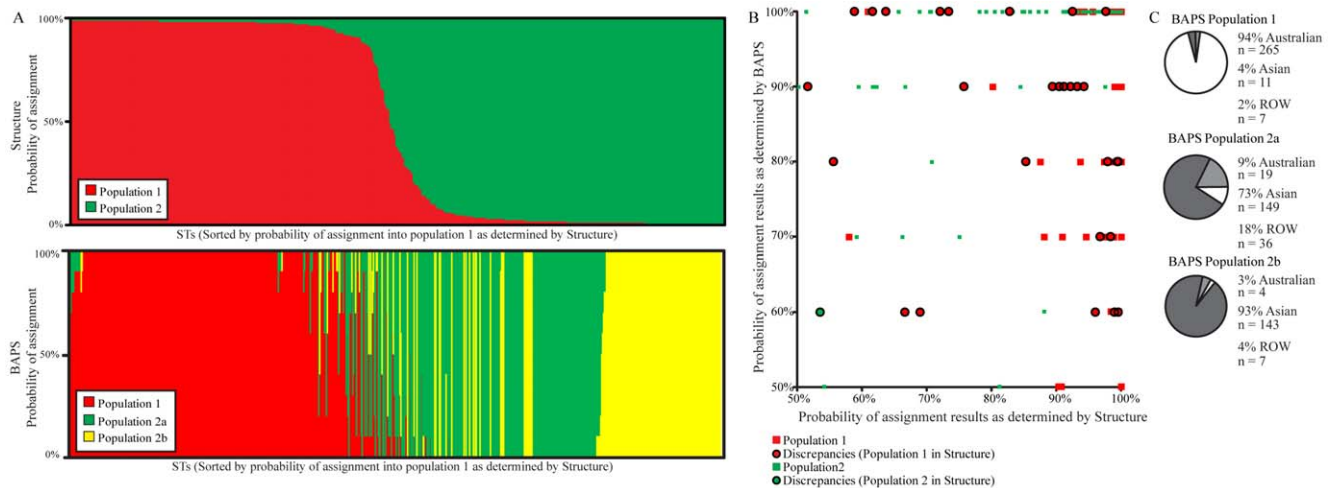 A
100%
50%
0%
Structure
Probability of assignment
Population 1
Population 2
STs (Sorted by probability of assignment into population 1 as determined by Structure)
100%
50%
0%
BAPS
Probability of assignment
Population 1
Population 2a
Population 2b
STs (Sorted by probability of assignment into population 1 as determined by Structure)
B
100%
90%
80%
70%
60%
50%
Probability of assignment results as determined by BAPS
50%
60%
70%
80%
90%
100%
Probability of assignment results as determined by Structure
Population 1
Discrepancies (Population 1 in Structure)
Population2
Discrepancies (Population 2 in Structure)
C
BAPS Population 1
94% Australian
n = 265
4% Asian
n = 11
2% ROW
n = 7
BAPS Population 2a
9% Australian
n = 19
73% Asian
n = 149
18% ROW
n = 36
BAPS Population 2b
3% Australian
n = 4
93% Asian
n = 143
4% ROW
n = 7